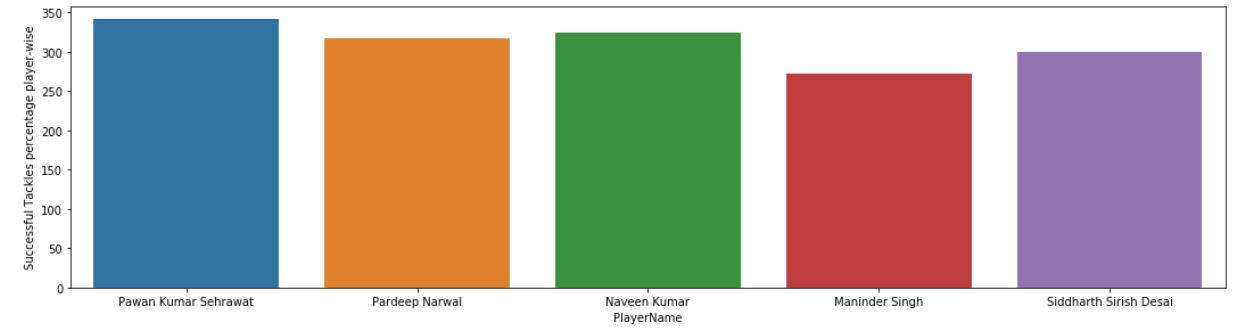 Successful Tackles percentage player-wise
350
300
250
200
150
100
50
0
Pawan Kumar Sehrawat
Pardeep Narwal
Naveen Kumar
Maninder Singh
Siddharth Sirish Desai
PlayerName